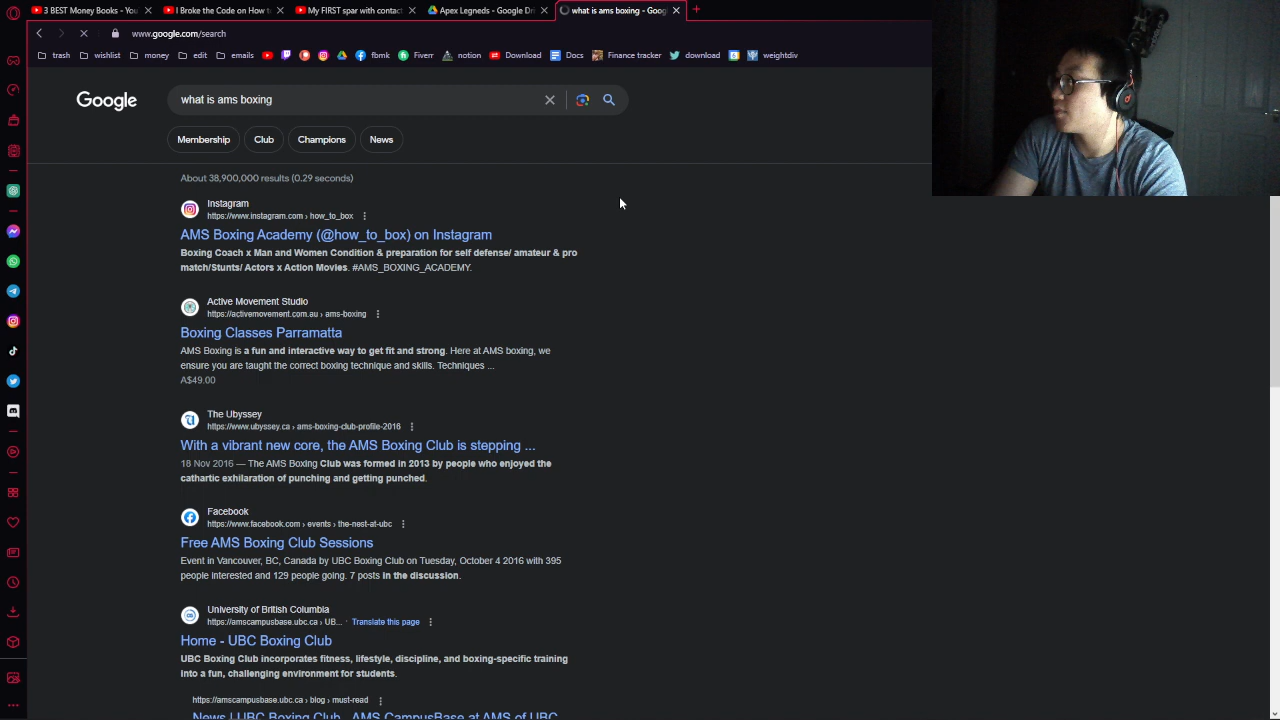 3 BEST Money Books - You
I Broke the Code on How to
My FIRST spar with contact
Apex Legneds - Google Dri
what is ams boxing - Goog
www.google.com/search
trash
wishlist
money
edit
emails
fbmk
Fiverr
notion
Download
Docs
Finance tracker
download
weightdiv
Google
what is ams boxing
Membership
Club
Champions
News
About 38,900,000 results (0.29 seconds)
Instagram
https://www.instagram.com › how_to_box
AMS Boxing Academy (@how_to_box) on Instagram
Boxing Coach x Man and Women Condition & preparation for self defense/ amateur & pro
match/Stunts/ Actors x Action Movies. #AMS_BOXING_ACADEMY.
Active Movement Studio
https://activemovement.com.au › ams-boxing
Boxing Classes Parramatta
AMS Boxing is a fun and interactive way to get fit and strong. Here at AMS boxing, we
ensure you are taught the correct boxing technique and skills. Techniques ...
A$49.00
The Ubyssey
https://www.ubyssey.ca › ams-boxing-club-profile-2016
With a vibrant new core, the AMS Boxing Club is stepping ...
18 Nov 2016 — The AMS Boxing Club was formed in 2013 by people who enjoyed the
cathartic exhilaration of punching and getting punched.
Facebook
https://www.facebook.com › events › the-nest-at-ubc
Free AMS Boxing Club Sessions
Event in Vancouver, BC, Canada by UBC Boxing Club on Tuesday, October 4 2016 with 395
people interested and 129 people going. 7 posts in the discussion.
University of British Columbia
https://amscampusbase.ubc.ca › UB... · Translate this page
Home - UBC Boxing Club
UBC Boxing Club incorporates fitness, lifestyle, discipline, and boxing-specific training
into a fun, challenging environment for students.
https://amscampusbase.ubc.ca › blog › must-read
News | UBC Boxing Club - AMS CampusBase at AMS of UBC